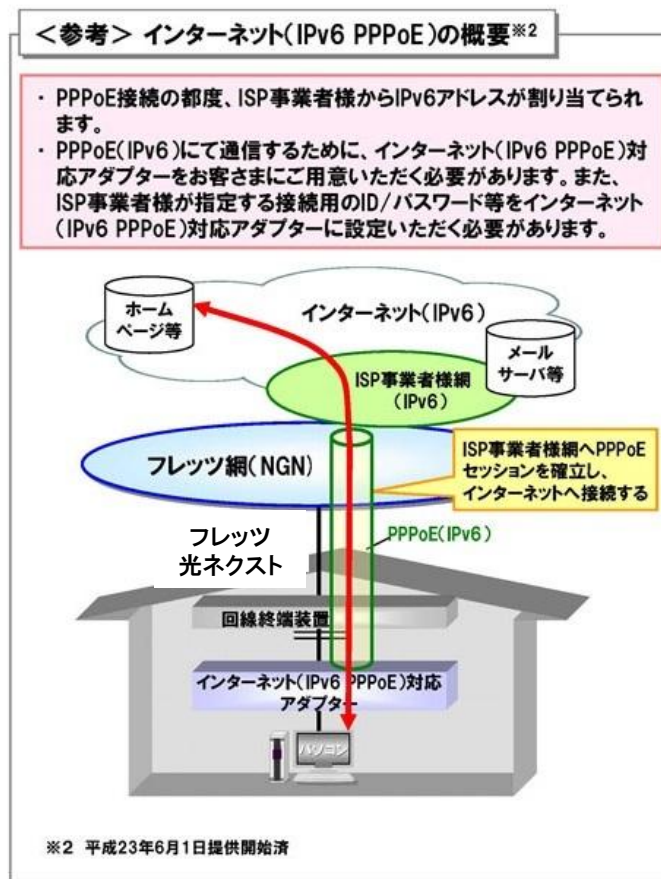 ＜参考＞ インターネット(IPv6 PPPoE)の概要※2
・ PPPoE接続の都度、ISP事業者様からIPv6アドレスが割り当てられ
ます。
・ PPPoE(IPv6)にて通信するために、インターネット(IPv6 PPPoE)対
応アダプターをお客さまにご用意いただく必要があります。また、
ISP事業者様が指定する接続用のID/パスワード等をインターネット
(IPv6 PPPoE)対応アダプターに設定いただく必要があります。
ホーム
ページ等
インターネット(IPv6)
メール
サーバ等
ISP事業者様網
(IPv6)
フレッツ網(NGN)
ISP事業者様網へPPPoE
セッションを確立し、
インターネットへ接続する
PPPoE(IPv6)
フレッツ
光ネクスト
回線終端装置
インターネット(IPv6 PPPoE)対応
アダプター
パソコン
※2 平成23年6月1日提供開始済